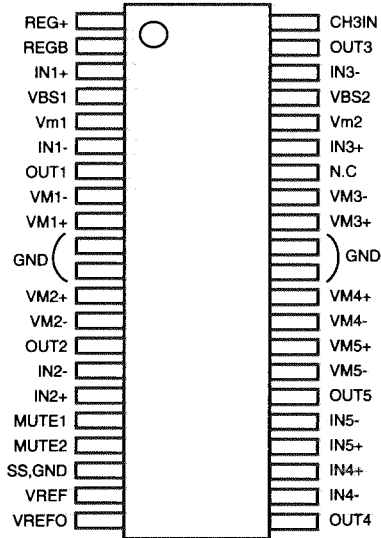 REG+ CH3IN
REGB OUT3
IN1+ IN3-
VBS1 VBS2
Vm1 Vm2
IN1- IN3+
OUT1 N.C
VM1- VM3-
VM1+ VM3+
GND GND
VM2+ VM4+
VM2- VM4-
OUT2 VM5+
IN2- VM5-
IN2+ OUT5
MUTE1 IN5-
MUTE2 IN5+
SS,GND IN4+
VREF IN4-
VREFO OUT4